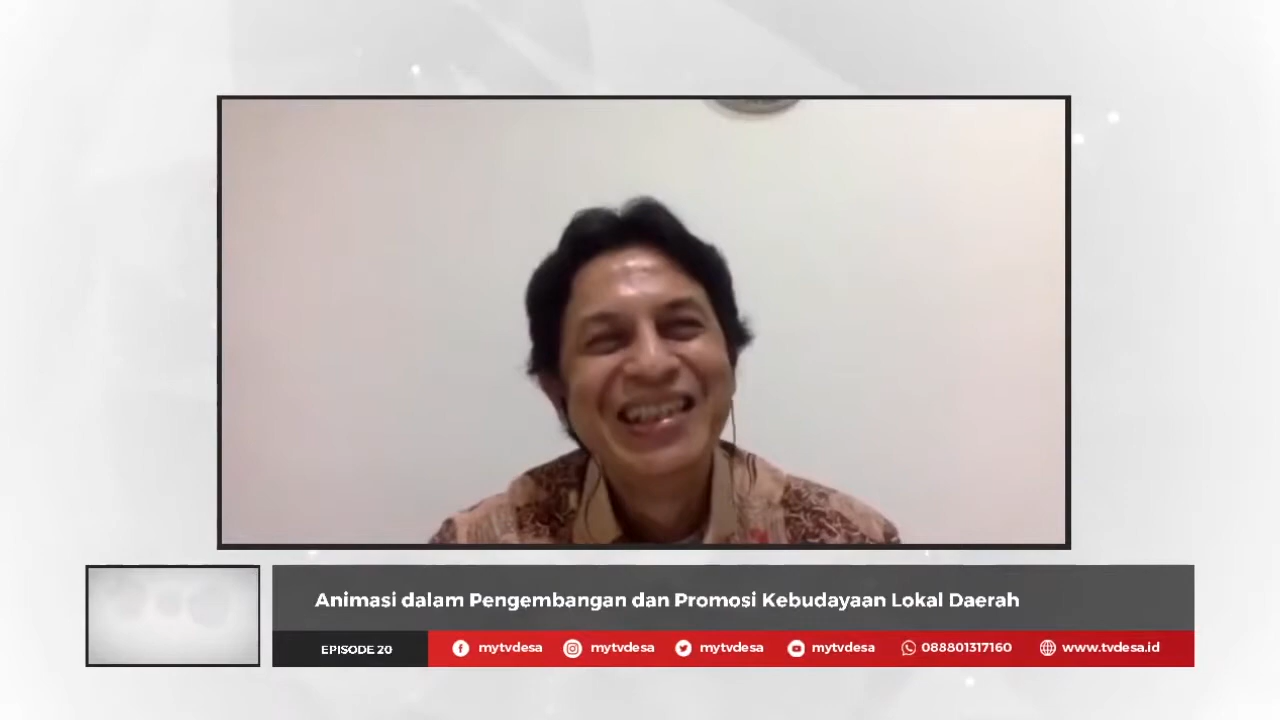 Animasi dalam Pengembangan dan Promosi Kebudayaan Lokal Daerah
EPISODE 20 mytvdesa mytvdesa mytvdesa mytvdesa 088801317160 www.tvdesa.id